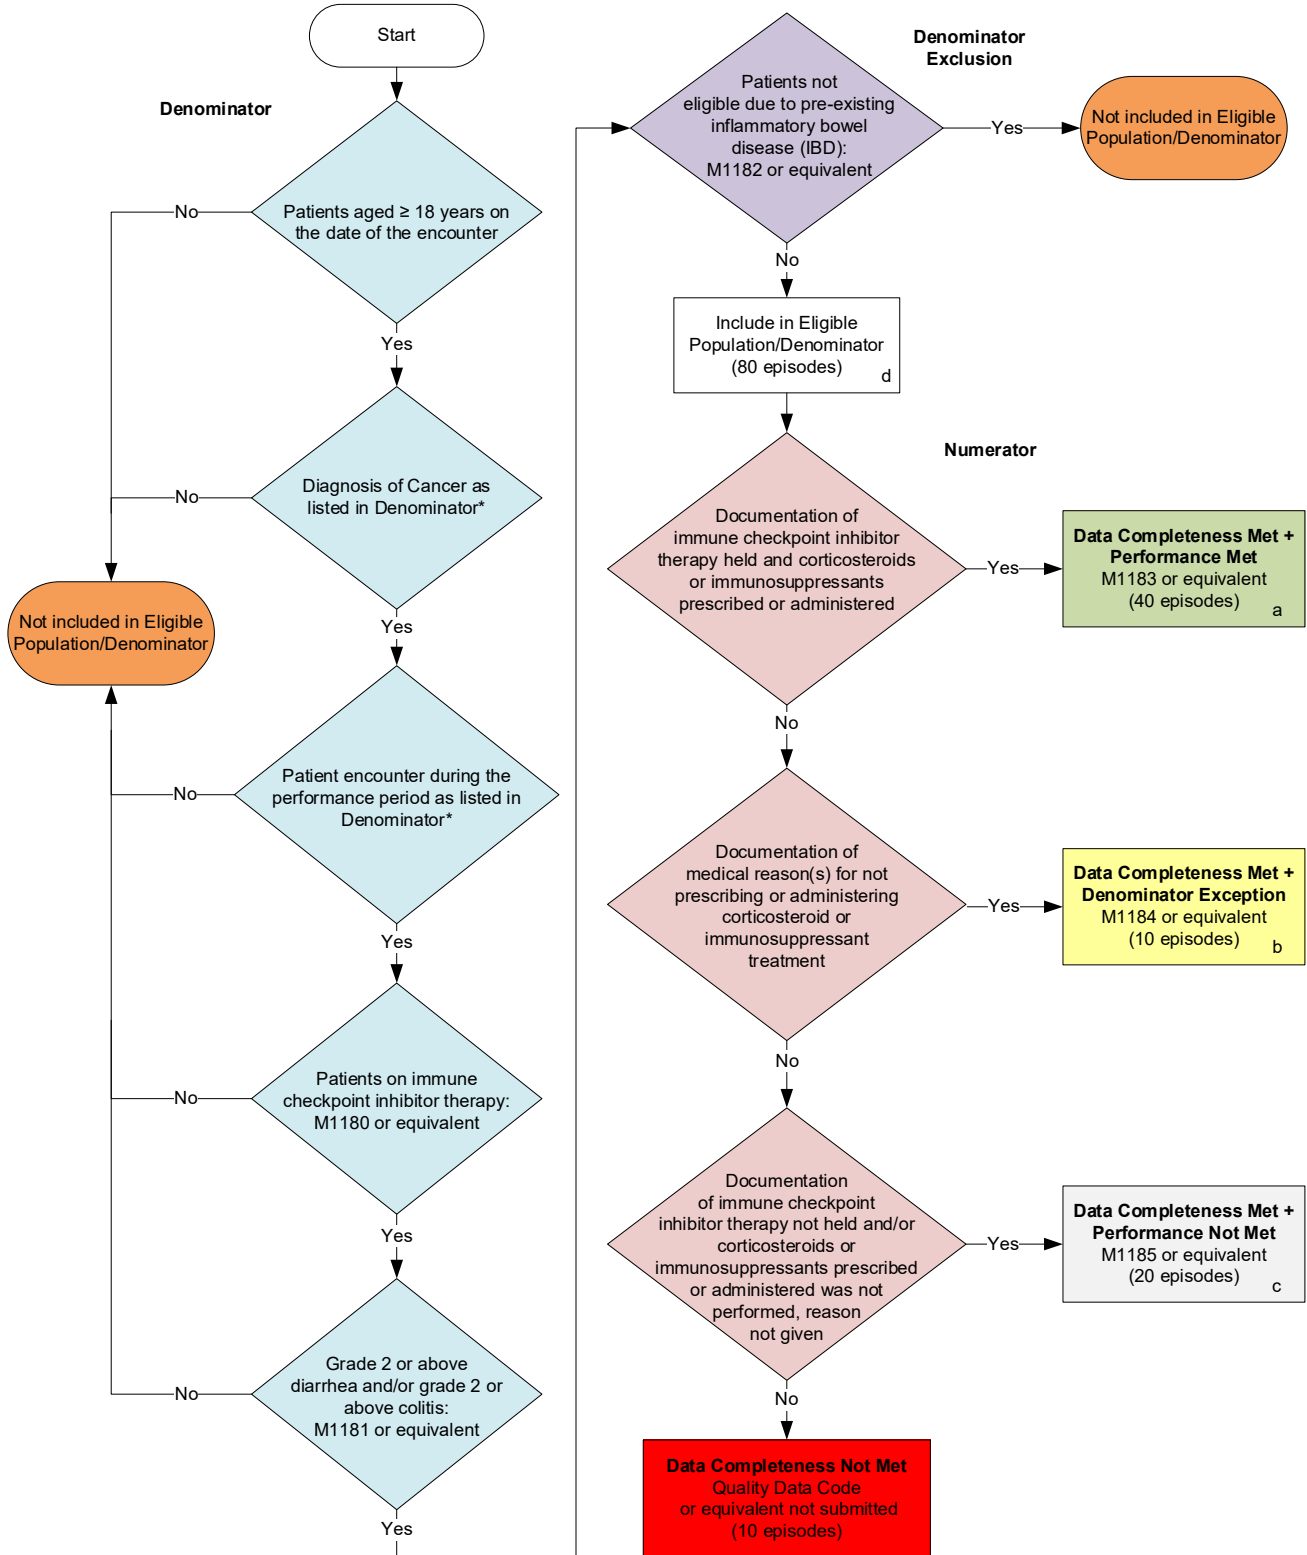 Start
Denominator
Patients aged ≥ 18 years on
the date of the encounter
No
Yes
Diagnosis of Cancer as
listed in Denominator*
No
Yes
Not included in Eligible
Population/Denominator
Patient encounter during the
performance period as listed in
Denominator*
No
Yes
Patients on immune
checkpoint inhibitor therapy:
M1180 or equivalent
No
Yes
Grade 2 or above
diarrhea and/or grade 2 or
above colitis:
M1181 or equivalent
No
Yes
Denominator
Exclusion
Patients not
eligible due to pre-existing
inflammatory bowel
disease (IBD):
M1182 or equivalent
Yes
Not included in Eligible
Population/Denominator
No
Include in Eligible
Population/Denominator
(80 episodes)
d
Numerator
Documentation of
immune checkpoint inhibitor
therapy held and corticosteroids
or immunosuppressants
prescribed or administered
Yes
Data Completeness Met +
Performance Met
M1183 or equivalent
(40 episodes)
a
No
Documentation of
medical reason(s) for not
prescribing or administering
corticosteroid or
immunosuppressant
treatment
Yes
Data Completeness Met +
Denominator Exception
M1184 or equivalent
(10 episodes)
b
No
Documentation
of immune checkpoint
inhibitor therapy not held and/or
corticosteroids or
immunosuppressants prescribed
or administered was not
performed, reason
not given
Yes
Data Completeness Met +
Performance Not Met
M1185 or equivalent
(20 episodes)
c
No
Data Completeness Not Met
Quality Data Code
or equivalent not submitted
(10 episodes)